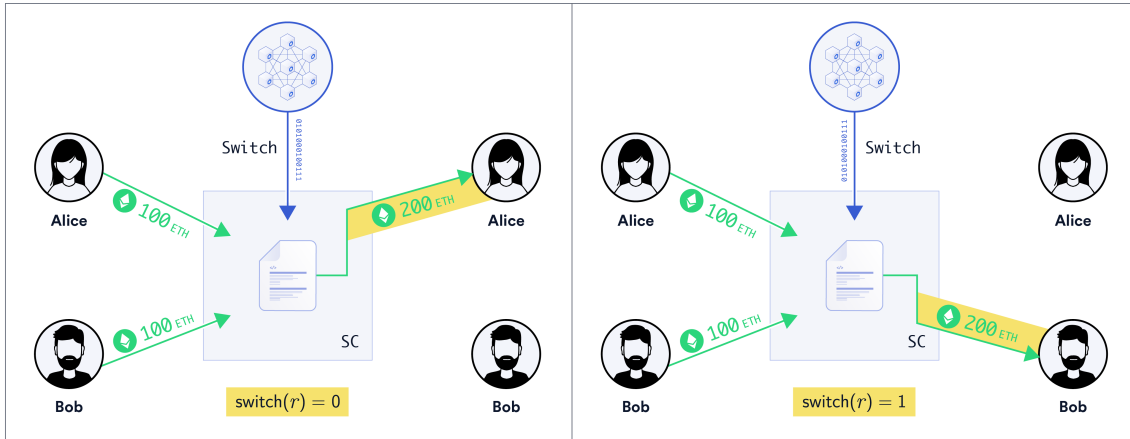 Switch
0101000100111
Alice
100 ETH
200 ETH
Alice
100 ETH
SC
Bob
switch(r) = 0
Bob
Switch
0101000100111
Alice
100 ETH
Alice
100 ETH
200 ETH
SC
Bob
switch(r) = 1
Bob